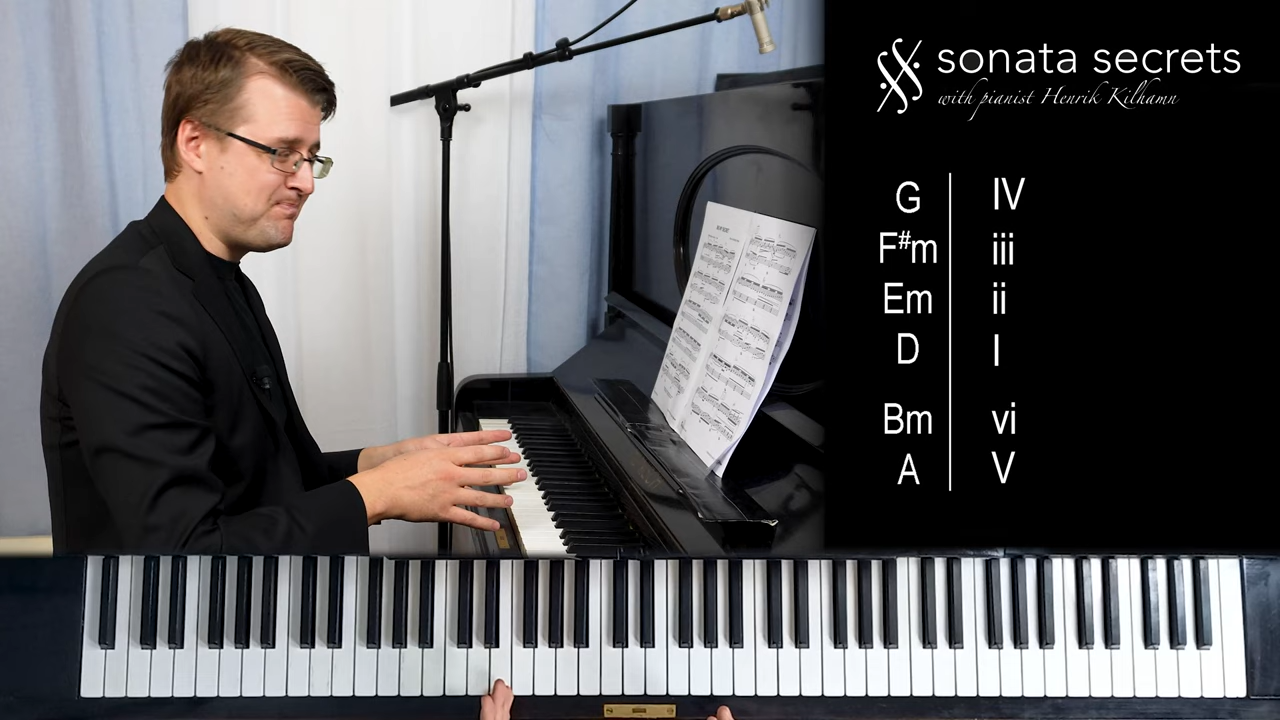 sonata secrets
with pianist Henrik Kilhamn
G IV
F#m iii
Em ii
D I
Bm vi
A V